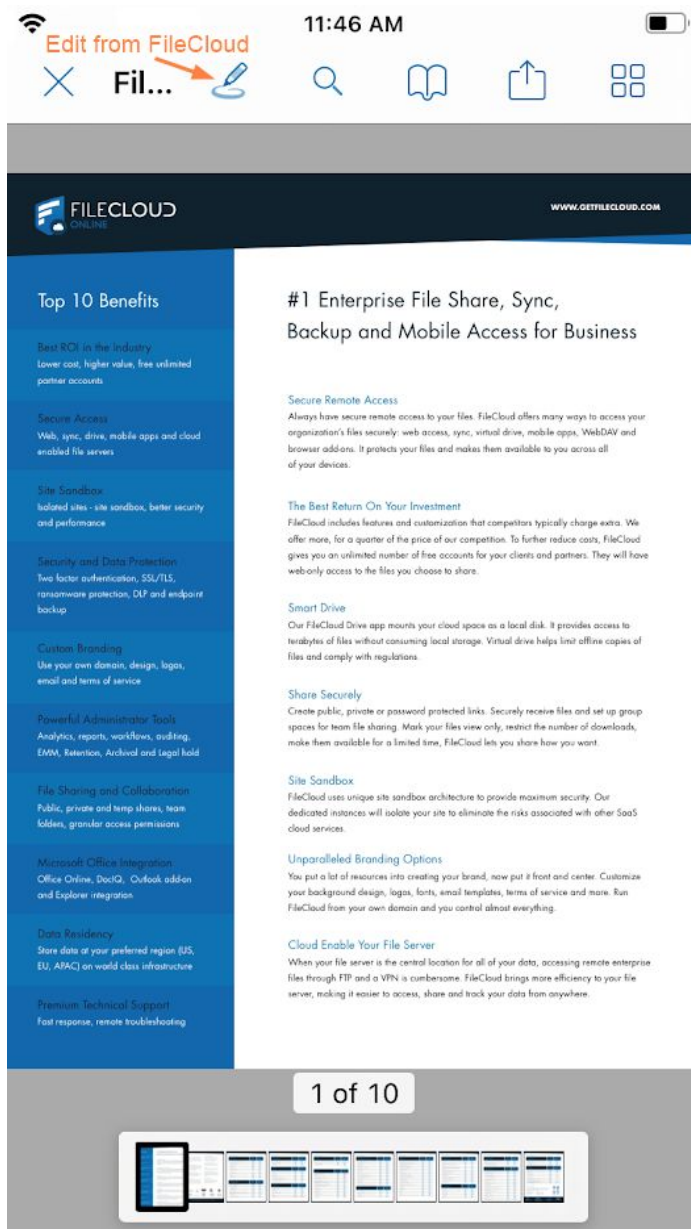 11:46 AM
Edit from FileCloud
Fil...
FILECLOUD
ONLINE
WWW.GETFILECLOUD.COM
Top 10 Benefits
Best ROI in the Industry
Lower cost, higher value, free unlimited
partner accounts
Secure Access
Web, sync, drive, mobile apps and cloud
enabled file servers
Site Sandbox
Isolated sites - site sandbox, better security
and performance
Security and Data Protection
Two factor authentication, SSL/TLS,
ransomware protection, DLP and endpoint
backup
Custom Branding
Use your own domain, design, logos,
email and terms of service
Powerful Administrator Tools
Analytics, reports, workflows, auditing,
EMM, Retention, Archival and Legal hold
File Sharing and Collaboration
Public, private and temp shares, team
folders, granular access permissions
Microsoft Office Integration
Office Online, DocIQ, Outlook add-on
and Explorer integration
Data Residency
Store data at your preferred region (US,
EU, APAC) on world class infrastructure
Premium Technical Support
Fast response, remote troubleshooting
#1 Enterprise File Share, Sync,
Backup and Mobile Access for Business
Secure Remote Access
Always have secure remote access to your files. FileCloud offers many ways to access your
organization's files securely: web access, sync, virtual drive, mobile apps, WebDAV and
browser add-ons. It protects your files and makes them available to you across all
of your devices.
The Best Return On Your Investment
FileCloud includes features and customization that competitors typically charge extra. We
offer more, for a quarter of the price of our competition. To further reduce costs, FileCloud
gives you an unlimited number of free accounts for your clients and partners. They will have
web-only access to the files you choose to share.
Smart Drive
Our FileCloud Drive app mounts your cloud space as a local disk. It provides access to
terabytes of files without consuming local storage. Virtual drive helps limit offline copies of
files and comply with regulations.
Share Securely
Create public, private or password protected links. Securely receive files and set up group
spaces for team file sharing. Mark your files view only, restrict the number of downloads,
make them available for a limited time, FileCloud lets you share how you want.
Site Sandbox
FileCloud uses unique site sandbox architecture to provide maximum security. Our
dedicated instances will isolate your site to eliminate the risks associated with other SaaS
cloud services.
Unparalleled Branding Options
You put a lot of resources into creating your brand, now put it front and center. Customize
your background design, logos, fonts, email templates, terms of service and more. Run
FileCloud from your own domain and you control almost everything.
Cloud Enable Your File Server
When your file server is the central location for all of your data, accessing remote enterprise
files through FTP and a VPN is cumbersome. FileCloud brings more efficiency to your file
server, making it easier to access, share and track your data from anywhere.
1 of 10